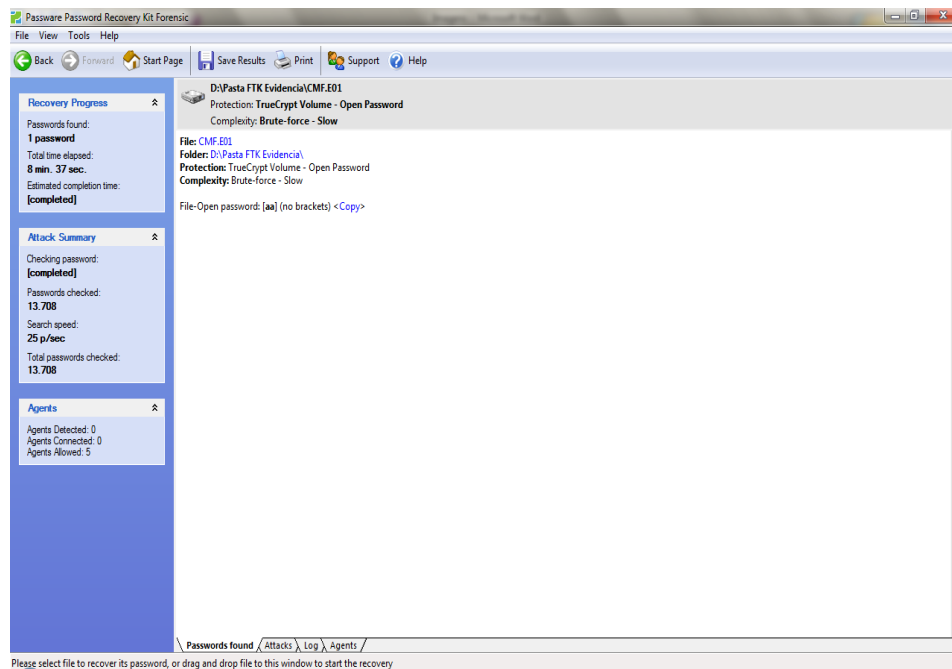 Passware Password Recovery Kit Forensic
File View Tools Help
Back Forward Start Page Save Results Print Support Help
Recovery Progress
Passwords found:
1 password
Total time elapsed:
8 min. 37 sec.
Estimated completion time:
[completed]
Attack Summary
Checking password:
[completed]
Passwords checked:
13.708
Search speed:
25 p/sec
Total passwords checked:
13.708
Agents
Agents Detected: 0
Agents Connected: 0
Agents Allowed: 5
D:\Pasta FTK Evidencia\CMF.E01
Protection: TrueCrypt Volume - Open Password
Complexity: Brute-force - Slow
File: CMF.E01
Folder: D:\Pasta FTK Evidencia\
Protection: TrueCrypt Volume - Open Password
Complexity: Brute-force - Slow
File-Open password: [aa] (no brackets) <Copy>
Passwords found Attacks Log Agents
Please select file to recover its password, or drag and drop file to this window to start the recovery